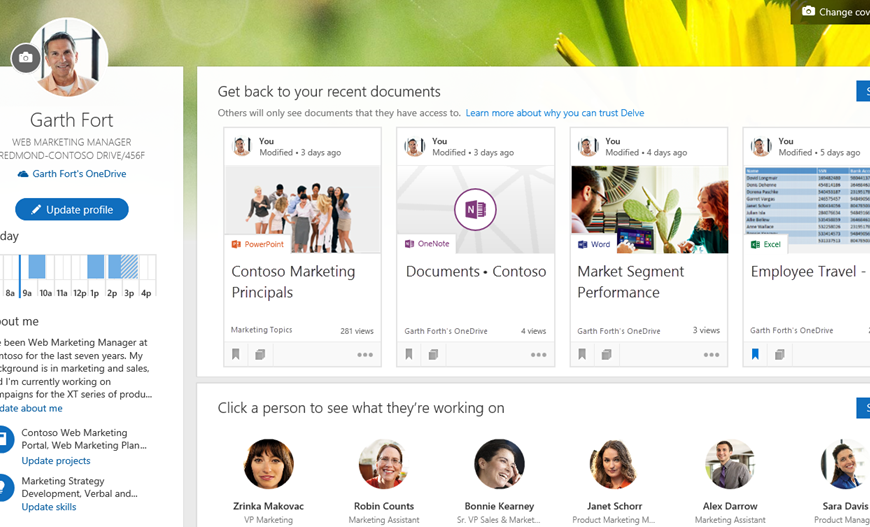 Change cov
Garth Fort
WEB MARKETING MANAGER
REDMOND-CONTOSO DRIVE/456F
Garth Fort's OneDrive
Update profile
day
8a 9a 10a 11a 12p 1p 2p 3p 4p
out me
e been Web Marketing Manager at
ntoso for the last seven years. My
ckground is in marketing and sales,
d I'm currently working on
mpaigns for the XT series of produ...
date about me
Contoso Web Marketing
Portal, Web Marketing Plan...
Update projects
Marketing Strategy
Development, Verbal and...
Update skills
Get back to your recent documents
Others will only see documents that they have access to. Learn more about why you can trust Delve
You
Modified • 3 days ago
PowerPoint
Contoso Marketing
Principals
Marketing Topics 281 views
You
Modified • 3 days ago
OneNote
Documents • Contoso
Garth Forth's OneDrive 4 views
You
Modified • 4 days ago
Word
Market Segment
Performance
Garth Forth's OneDrive 3 views
You
Modified • 5 days ago
Excel
Employee Travel -
Garth Forth's OneDrive
Click a person to see what they're working on
Zrinka Makovac
VP Marketing
Robin Counts
Marketing Assistant
Bonnie Kearney
Sr. VP Sales & Market...
Janet Schorr
Product Marketing M...
Alex Darrow
Marketing Assistant
Sara Davis
Product Manag